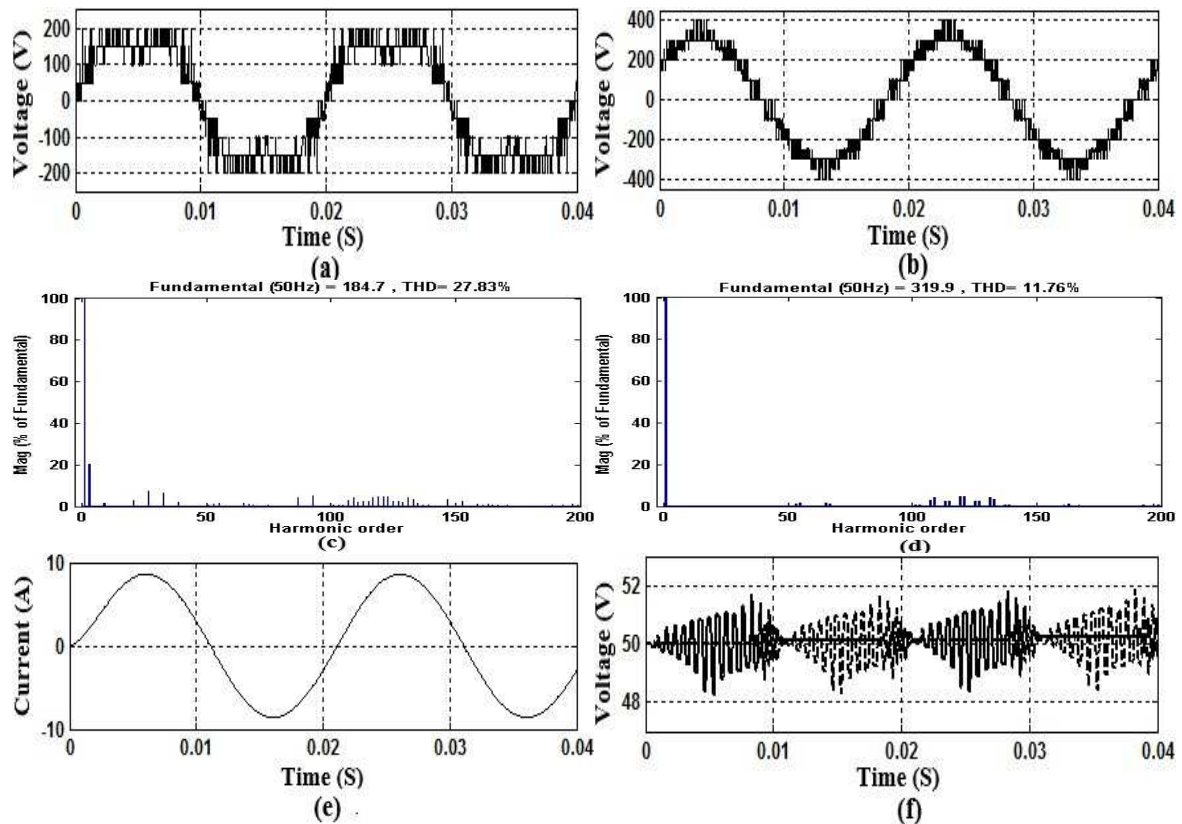 200
100
0
-100
-200
Voltage (V)
0
0.01
0.02
0.03
0.04
Time (S)
(a)
400
200
0
-200
-400
Voltage (V)
0
0.01
0.02
0.03
0.04
Time (S)
(b)
Fundamental (50Hz) = 184.7 , THD= 27.83%
100
80
60
40
20
0
Mag (% of Fundamental)
0
50
100
150
200
Harmonic order
(c)
Fundamental (50Hz) = 319.9 , THD= 11.76%
100
80
60
40
20
0
Mag (% of Fundamental)
0
50
100
150
200
Harmonic order
(d)
10
0
-10
Current (A)
0
0.01
0.02
0.03
0.04
Time (S)
(e)
52
50
48
Voltage (V)
0
0.01
0.02
0.03
0.04
Time (S)
(f)